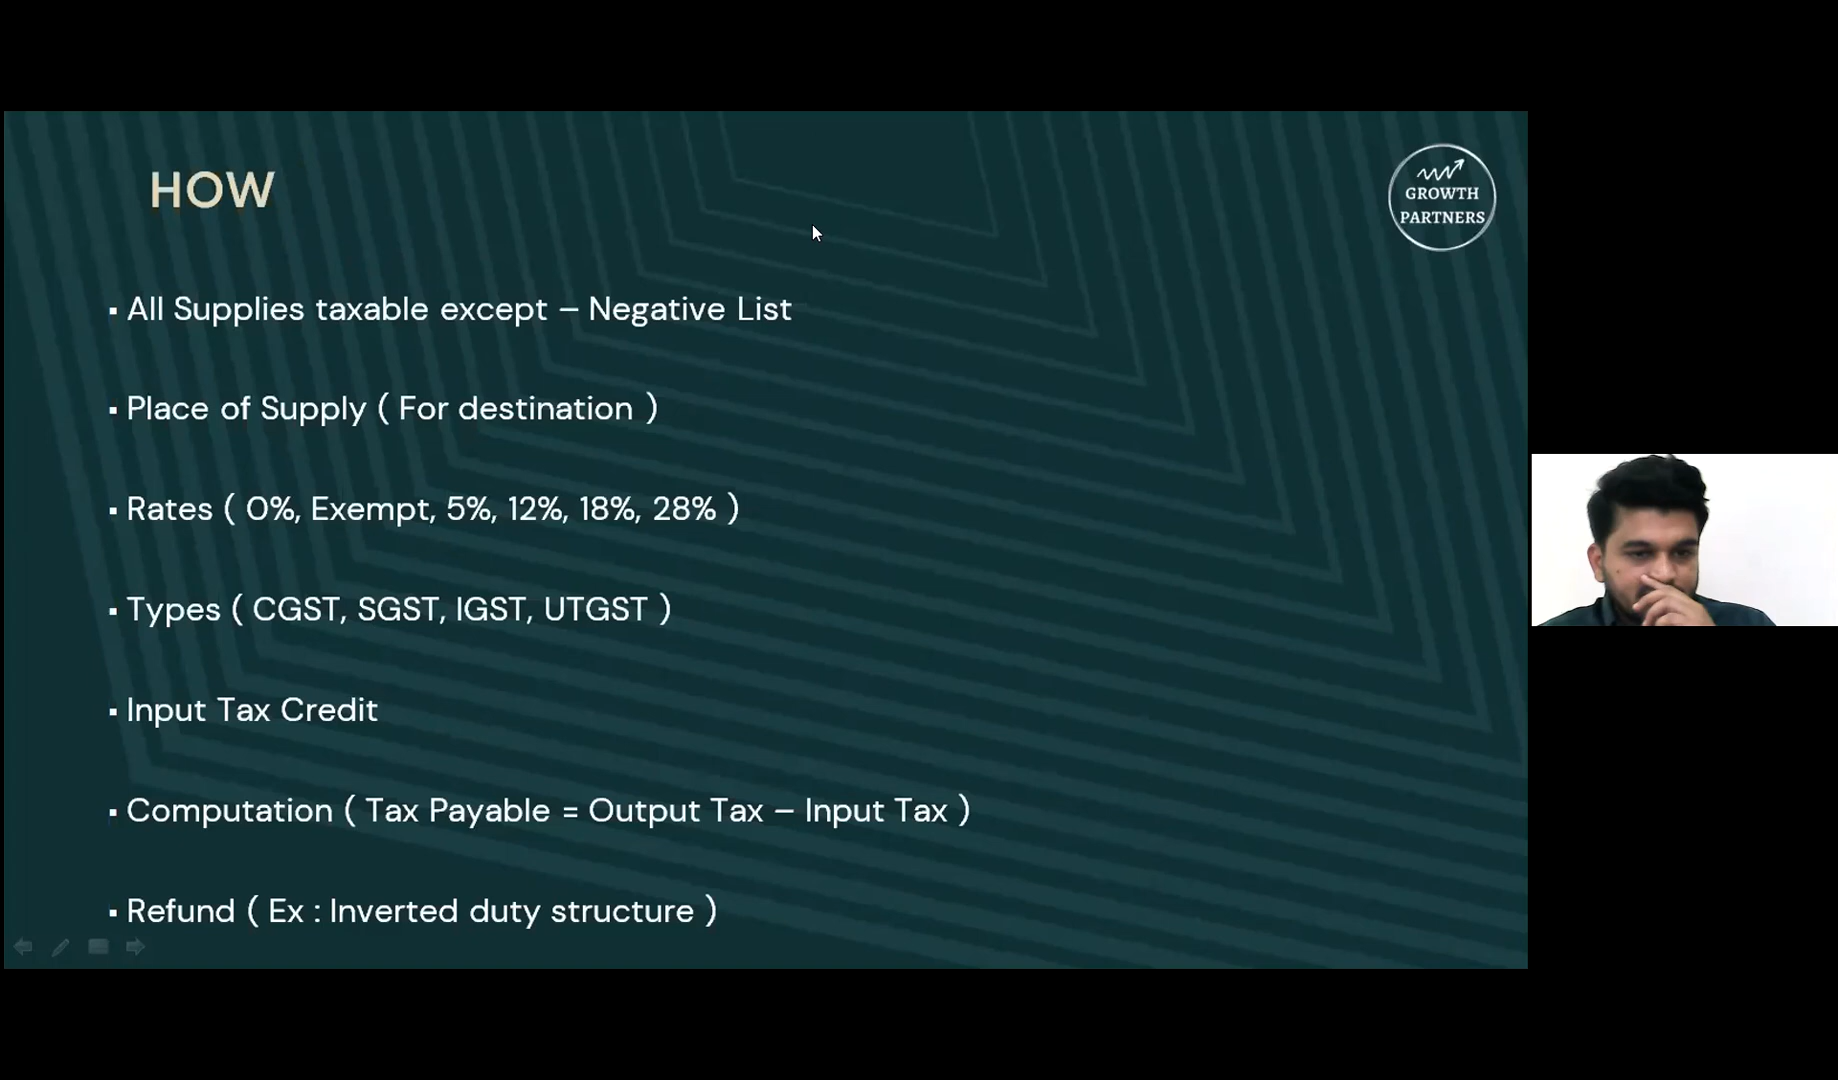 HOW
GROWTH
PARTNERS
▪ All Supplies taxable except – Negative List
▪ Place of Supply ( For destination )
▪ Rates ( 0%, Exempt, 5%, 12%, 18%, 28% )
▪ Types ( CGST, SGST, IGST, UTGST )
▪ Input Tax Credit
▪ Computation ( Tax Payable = Output Tax – Input Tax )
▪ Refund ( Ex : Inverted duty structure )